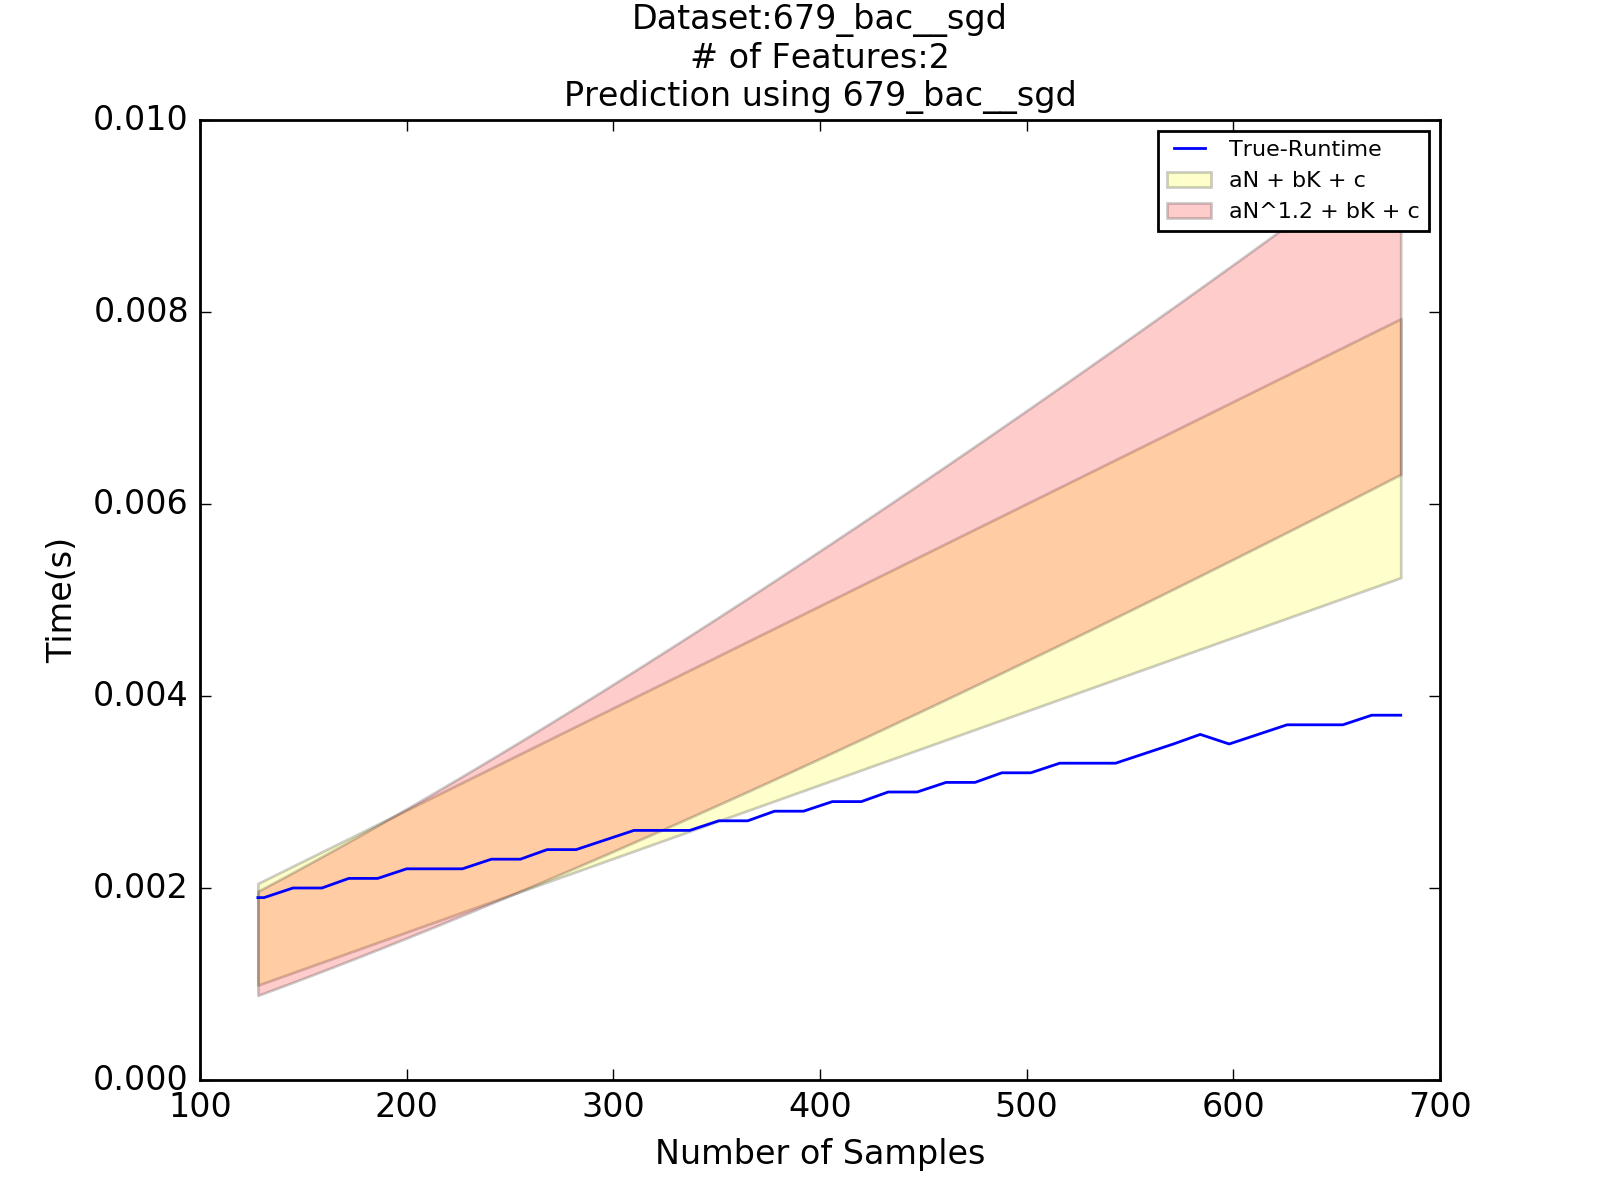 Dataset:679_bac__sgd
# of Features:2
Prediction using 679_bac__sgd
0.010
0.008
0.006
0.004
0.002
0.000
Time(s)
True-Runtime
aN + bK + c
aN^1.2 + bK + c
100 200 300 400 500 600 700
Number of Samples